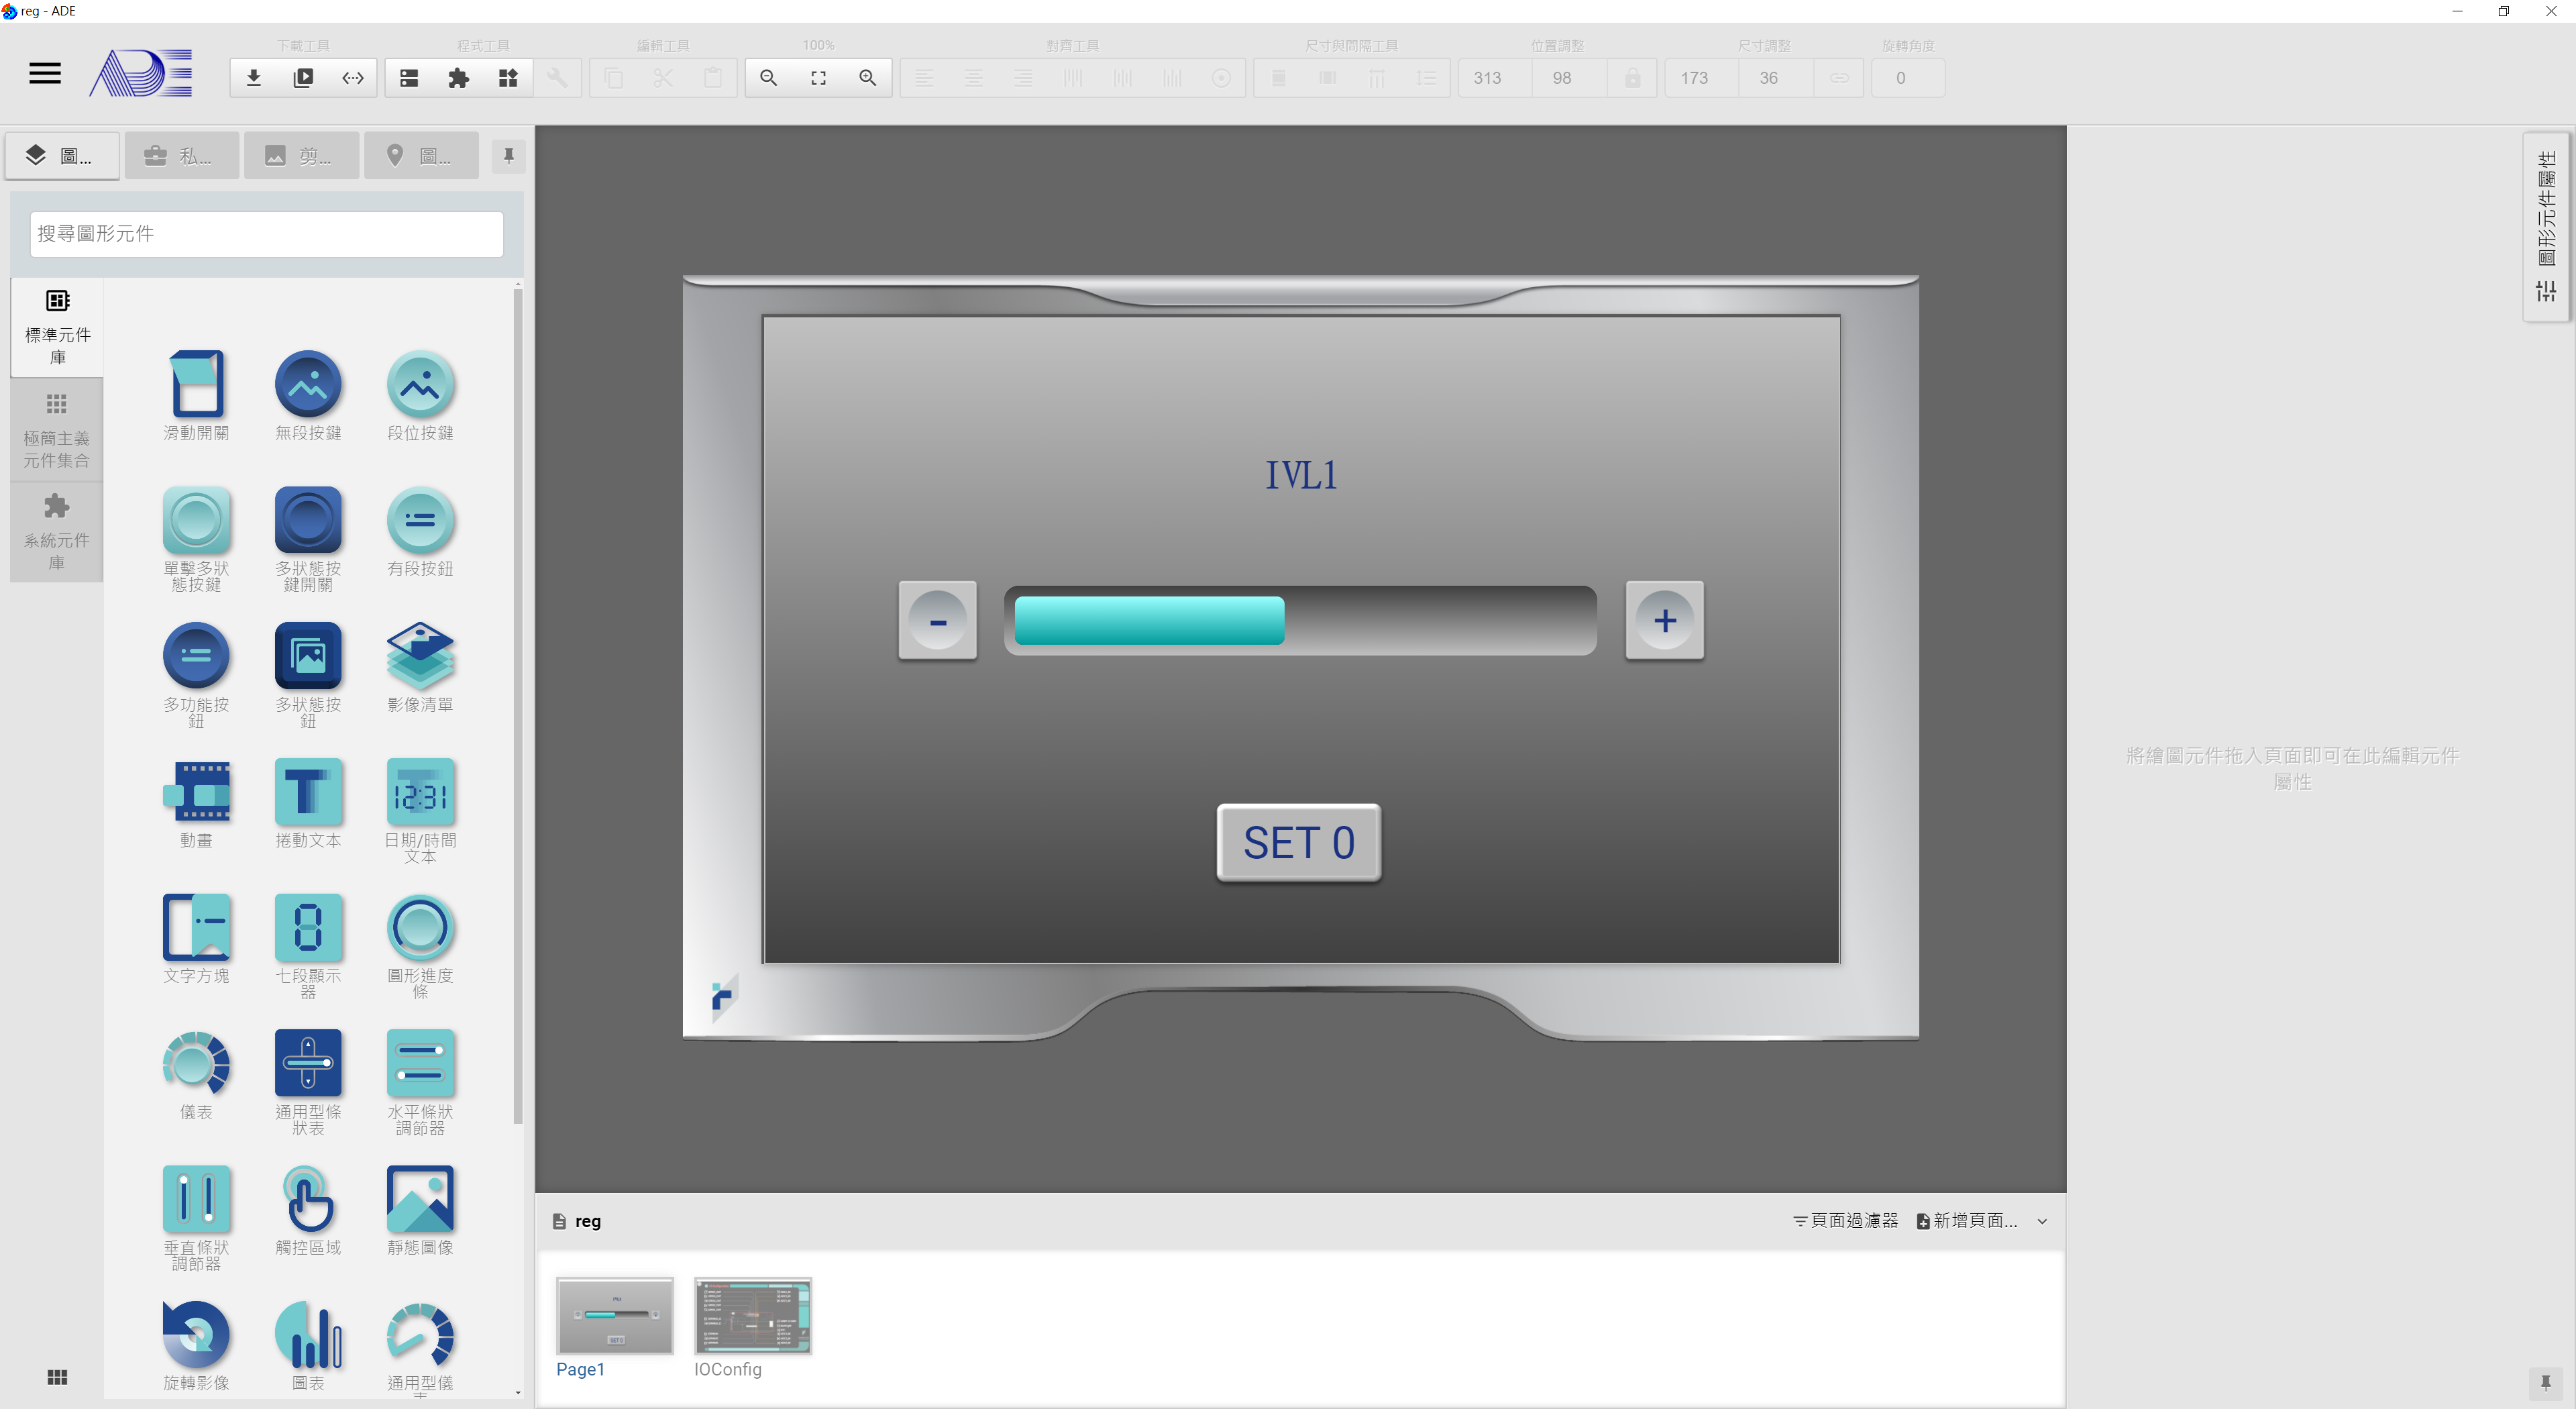 reg - ADE
下載工具
程式工具
編輯工具
100%
對齊工具
尺寸與間隔工具
位置調整
尺寸調整
旋轉角度
ADE
313
98
173
36
0
圖...
私...
剪...
圖...
搜尋圖形元件
標準元件
庫
極簡主義
元件集合
系統元件
庫
滑動開關
無段按鍵
段位按鍵
單擊多狀
態按鍵
多狀態按
鍵開關
有段按鈕
多功能按
鈕
多狀態按
鈕
影像清單
動畫
捲動文本
12:31
日期/時間
文本
文字方塊
七段顯示
器
圓形進度
條
儀表
通用型條
狀表
水平條狀
調節器
垂直條狀
調節器
觸控區域
靜態圖像
旋轉影像
圖表
通用型儀
IVL1
-
+
SET 0
reg
頁面過濾器
新增頁面...
SET 0
Page1
IOConfig
圖形元件屬性
將繪圖元件拖入頁面即可在此編輯元件
屬性